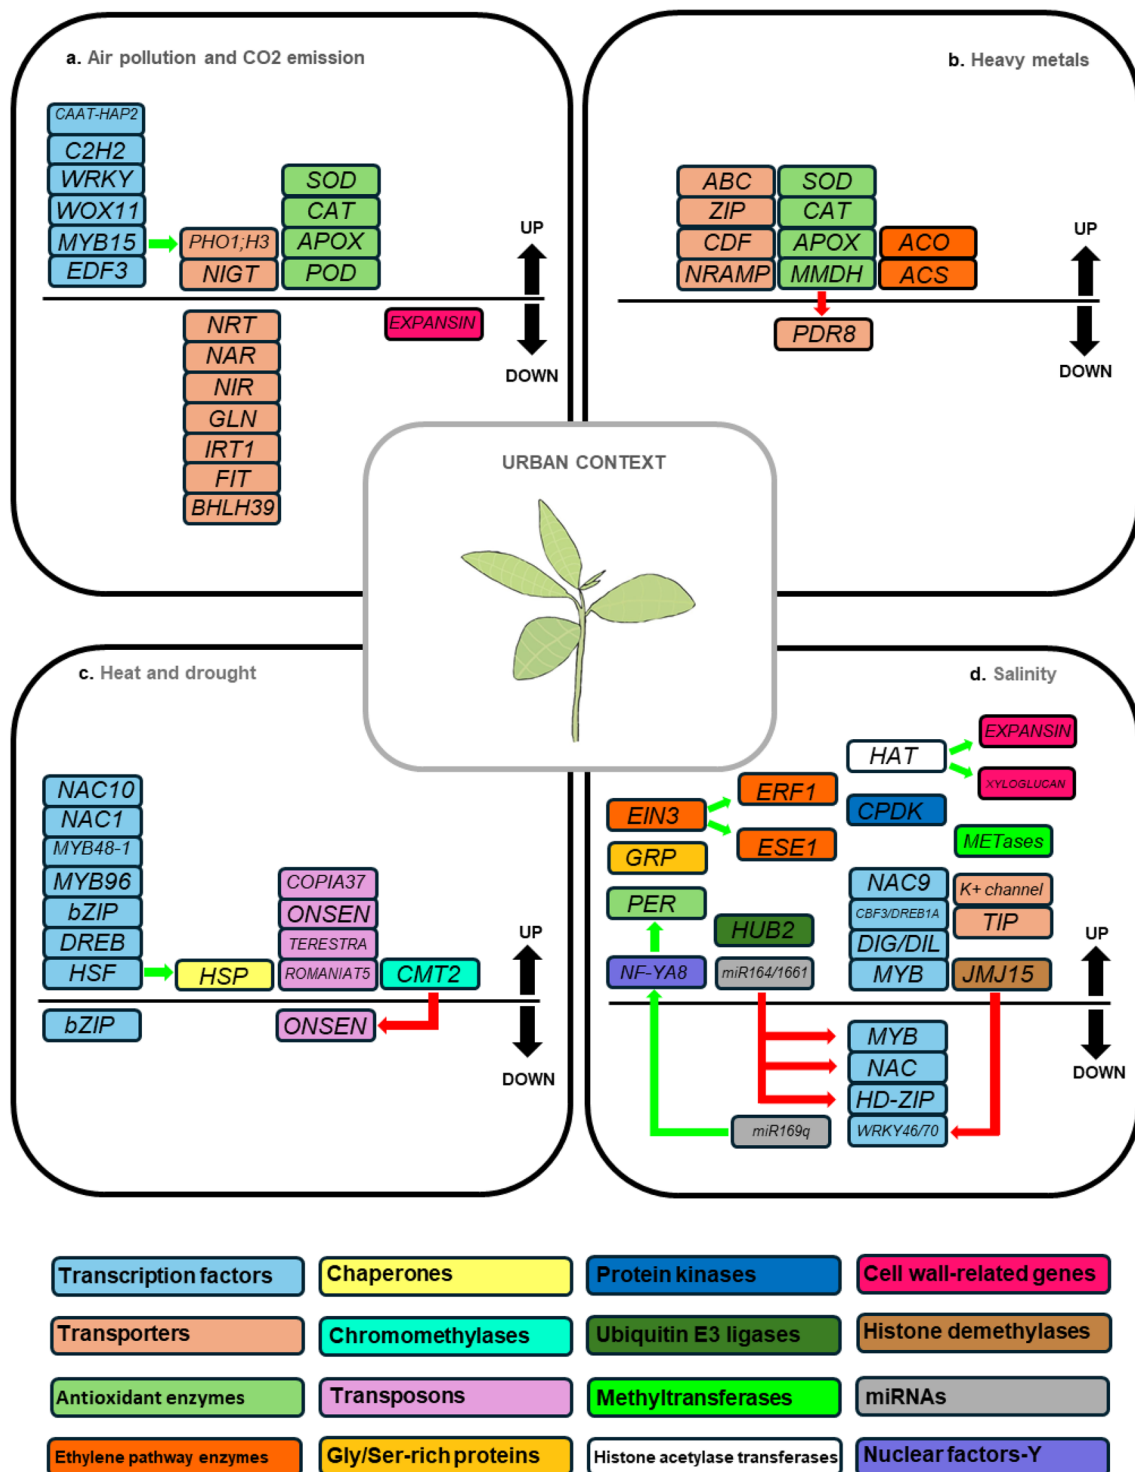 a. Air pollution and CO2 emission
CAAT-HAP2
C2H2
WRKY
WOX11
MYB15
EDF3
PHO1;H3
NIGT
SOD
CAT
APOX
POD
UP
DOWN
EXPANSIN
NRT
NAR
NIR
GLN
IRT1
FIT
BHLH39
b. Heavy metals
ABC
ZIP
CDF
NRAMP
SOD
CAT
APOX
MMDH
ACO
ACS
PDR8
UP
DOWN
URBAN CONTEXT
c. Heat and drought
NAC10
NAC1
MYB48-1
MYB96
bZIP
DREB
HSF
HSP
COPIA37
ONSEN
TERESTRA
ROMANIAT5
CMT2
bZIP
ONSEN
UP
DOWN
d. Salinity
EXPANSIN
HAT
XYLOGLUCAN
ERF1
EIN3
CPDK
ESE1
METases
GRP
NAC9
K+ channel
PER
CBF3/DREB1A
TIP
HUB2
DIG/DIL
NF-YA8
miR164/1661
MYB
JMJ15
UP
DOWN
MYB
NAC
HD-ZIP
miR169q
WRKY46/70
Transcription factors
Chaperones
Protein kinases
Cell wall-related genes
Transporters
Chromomethylases
Ubiquitin E3 ligases
Histone demethylases
Antioxidant enzymes
Transposons
Methyltransferases
miRNAs
Ethylene pathway enzymes
Gly/Ser-rich proteins
Histone acetylase transferases
Nuclear factors-Y